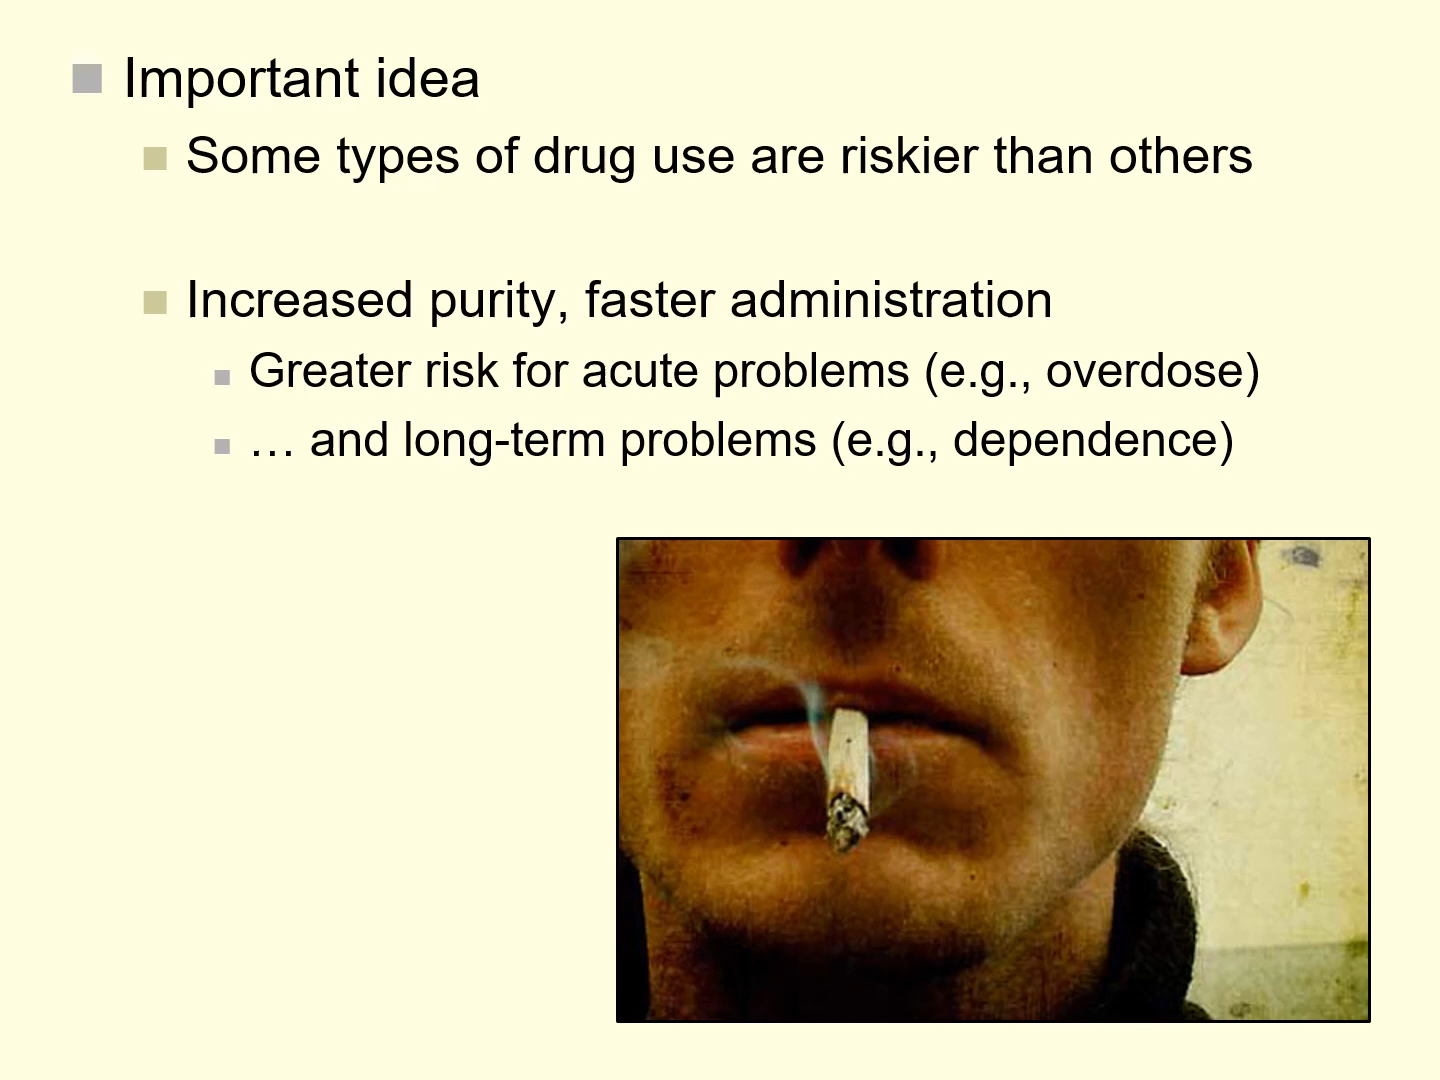 Important idea
Some types of drug use are riskier than others
Increased purity, faster administration
Greater risk for acute problems (e.g., overdose)
… and long-term problems (e.g., dependence)